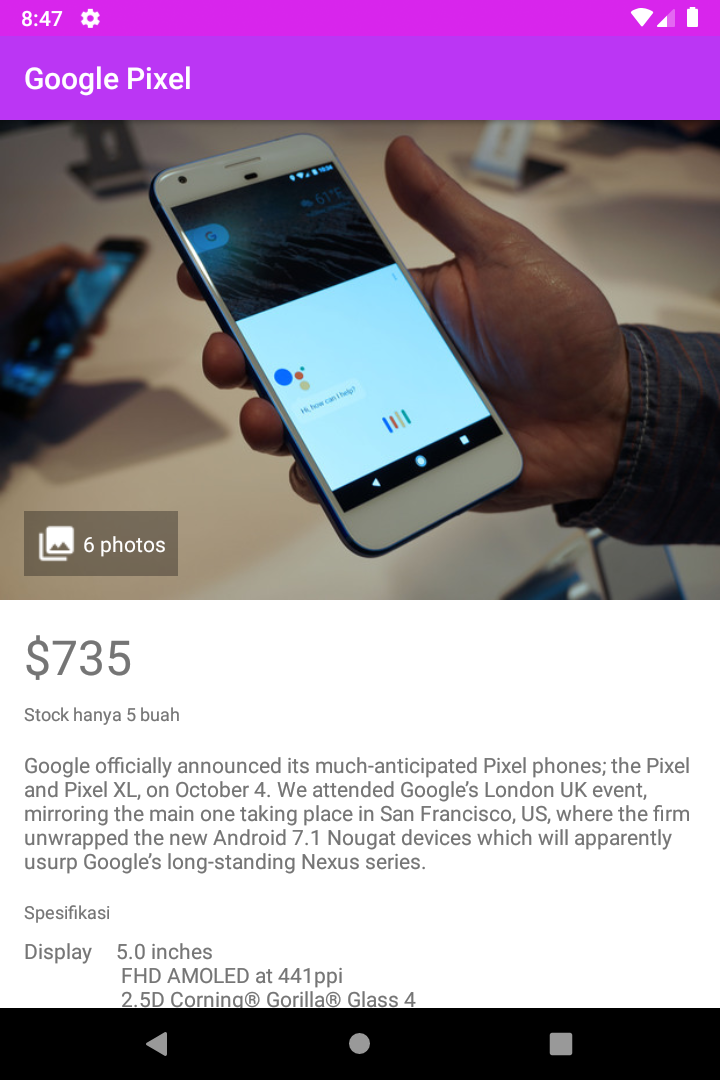 8:47
Google Pixel
61°F
G
Hi, how can I help?
6 photos
$735
Stock hanya 5 buah
Google officially announced its much-anticipated Pixel phones; the Pixel
and Pixel XL, on October 4. We attended Google’s London UK event,
mirroring the main one taking place in San Francisco, US, where the firm
unwrapped the new Android 7.1 Nougat devices which will apparently
usurp Google’s long-standing Nexus series.
Spesifikasi
Display 5.0 inches
FHD AMOLED at 441ppi
2.5D Corning® Gorilla® Glass 4